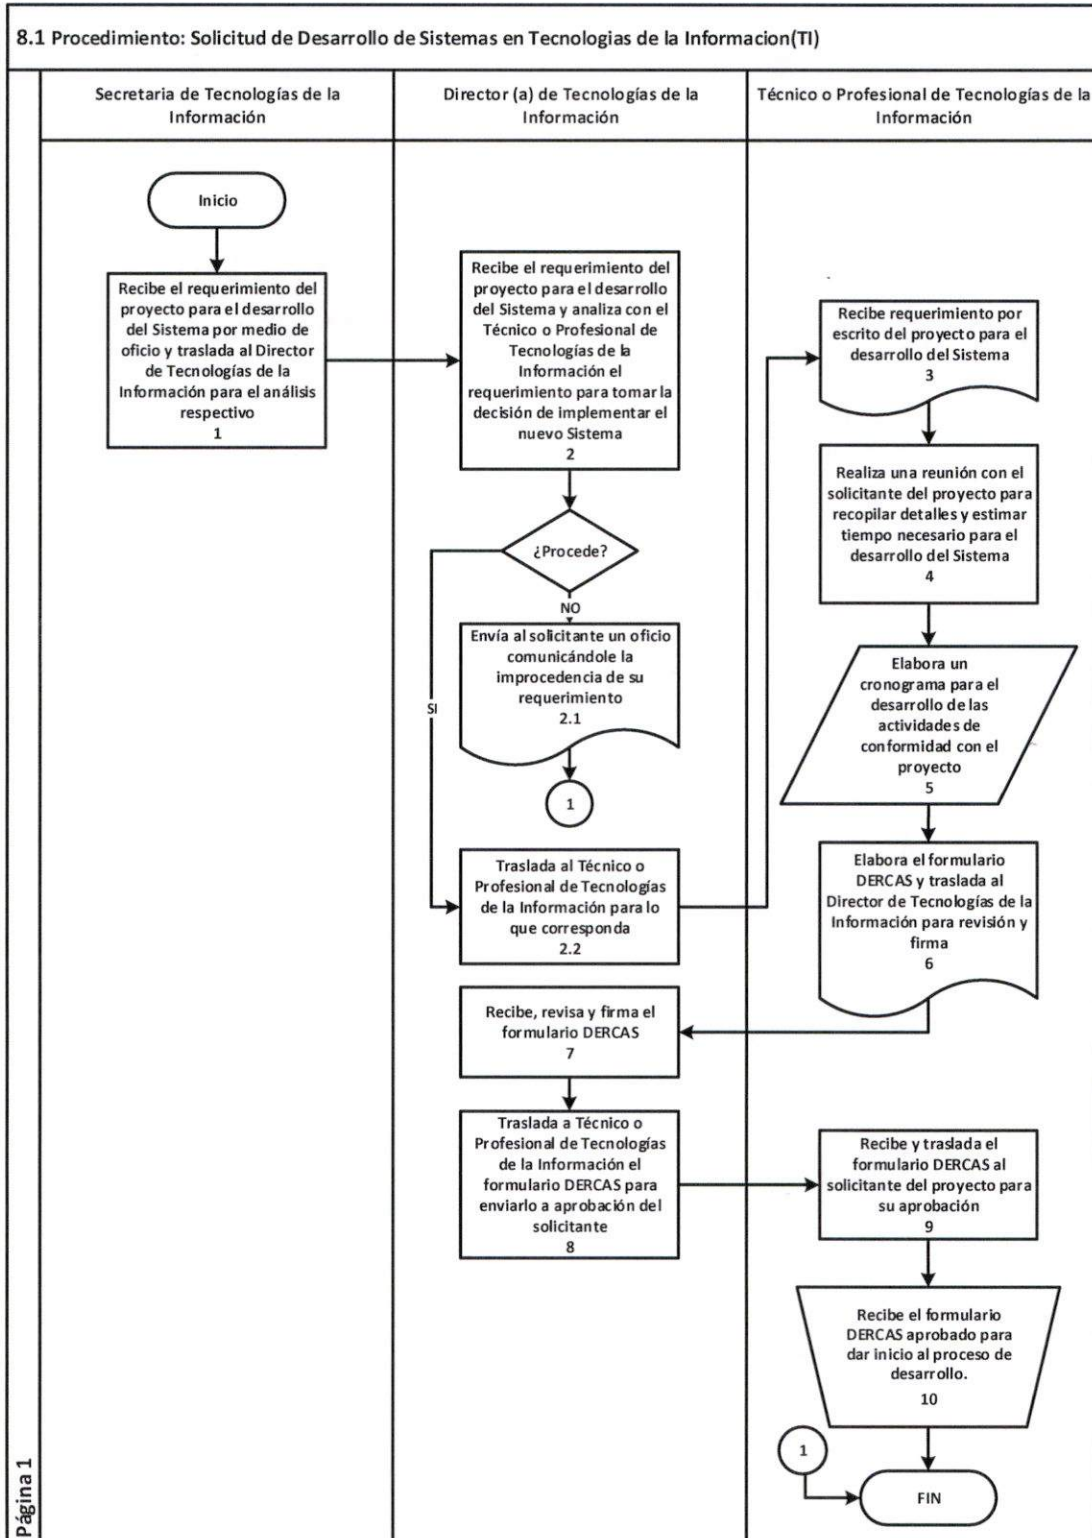 8.1 Procedimiento: Solicitud de Desarrollo de Sistemas en Tecnologias de la Informacion(TI)
Secretaria de Tecnologías de la
Información
Director (a) de Tecnologías de la
Información
Técnico o Profesional de Tecnologías de la
Información
Inicio
Recibe el requerimiento del
proyecto para el desarrollo
del Sistema por medio de
oficio y traslada al Director
de Tecnologías de la
Información para el análisis
respectivo
1
Recibe el requerimiento del
proyecto para el desarrollo
del Sistema y analiza con el
Técnico o Profesional de
Tecnologías de la
Información el
requerimiento para tomar la
decisión de implementar el
nuevo Sistema
2
¿Procede?
NO
SI
Envía al solicitante un oficio
comunicándole la
improcedencia de su
requerimiento
2.1
1
Traslada al Técnico o
Profesional de Tecnologías
de la Información para lo
que corresponda
2.2
Recibe requerimiento por
escrito del proyecto para el
desarrollo del Sistema
3
Realiza una reunión con el
solicitante del proyecto para
recopilar detalles y estimar
tiempo necesario para el
desarrollo del Sistema
4
Elabora un
cronograma para el
desarrollo de las
actividades de
conformidad con el
proyecto
5
Elabora el formulario
DERCAS y traslada al
Director de Tecnologías de la
Información para revisión y
firma
6
Recibe, revisa y firma el
formulario DERCAS
7
Traslada a Técnico o
Profesional de Tecnologías
de la Información el
formulario DERCAS para
enviarlo a aprobación del
solicitante
8
Recibe y traslada el
formulario DERCAS al
solicitante del proyecto para
su aprobación
9
Recibe el formulario
DERCAS aprobado para
dar inicio al proceso de
desarrollo.
10
1
FIN
Página 1